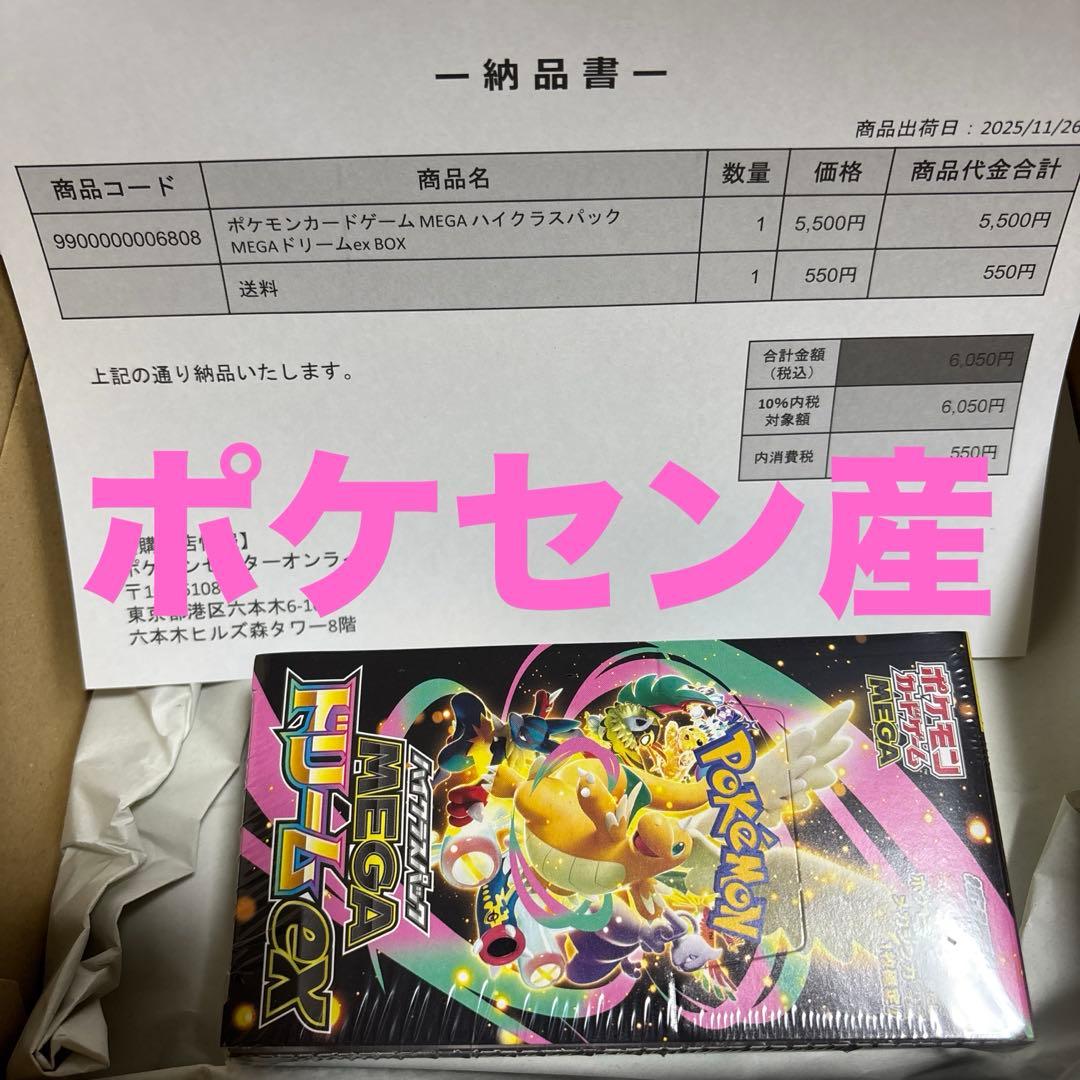 ー 納 品 書 ー
商品出荷日：2025/11/26
商品コード 商品名 数量 価格 商品代金合計
9900000006808 ポケモンカードゲーム MEGA ハイクラスパック 1 5,500円 5,500円
MEGAドリームex BOX
送料 1 550円 550円
上記の通り納品いたします。
合計金額
（税込） 6,050円
10%内税
対象額 6,050円
内消費税 550円
ポケセン産
東京都港区六本木6-1
六本木ヒルズ森タワー8階
ポケモン
カードゲーム
MEGA
POKÉMON
ハイクラスパック
MEGA
ドリームex